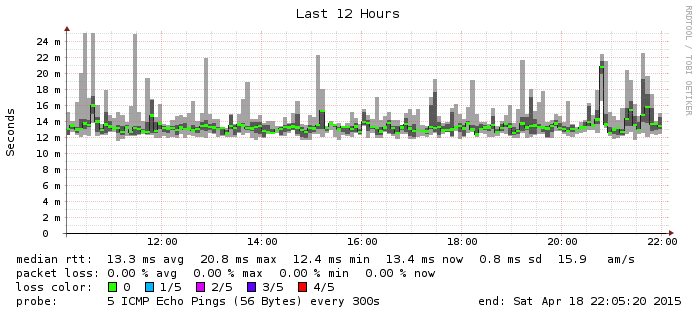 Last 12 Hours
RRDTOOL / TOBI OETIKER
Seconds
24 m
22 m
20 m
18 m
16 m
14 m
12 m
10 m
8 m
6 m
4 m
2 m
0
12:00 14:00 16:00 18:00 20:00 22:00
median rtt: 13.3 ms avg 20.8 ms max 12.4 ms min 13.4 ms now 0.8 ms sd 15.9 am/s
packet loss: 0.00 % avg 0.00 % max 0.00 % min 0.00 % now
loss color: 0 1/5 2/5 3/5 4/5
probe: 5 ICMP Echo Pings (56 Bytes) every 300s end: Sat Apr 18 22:05:20 2015